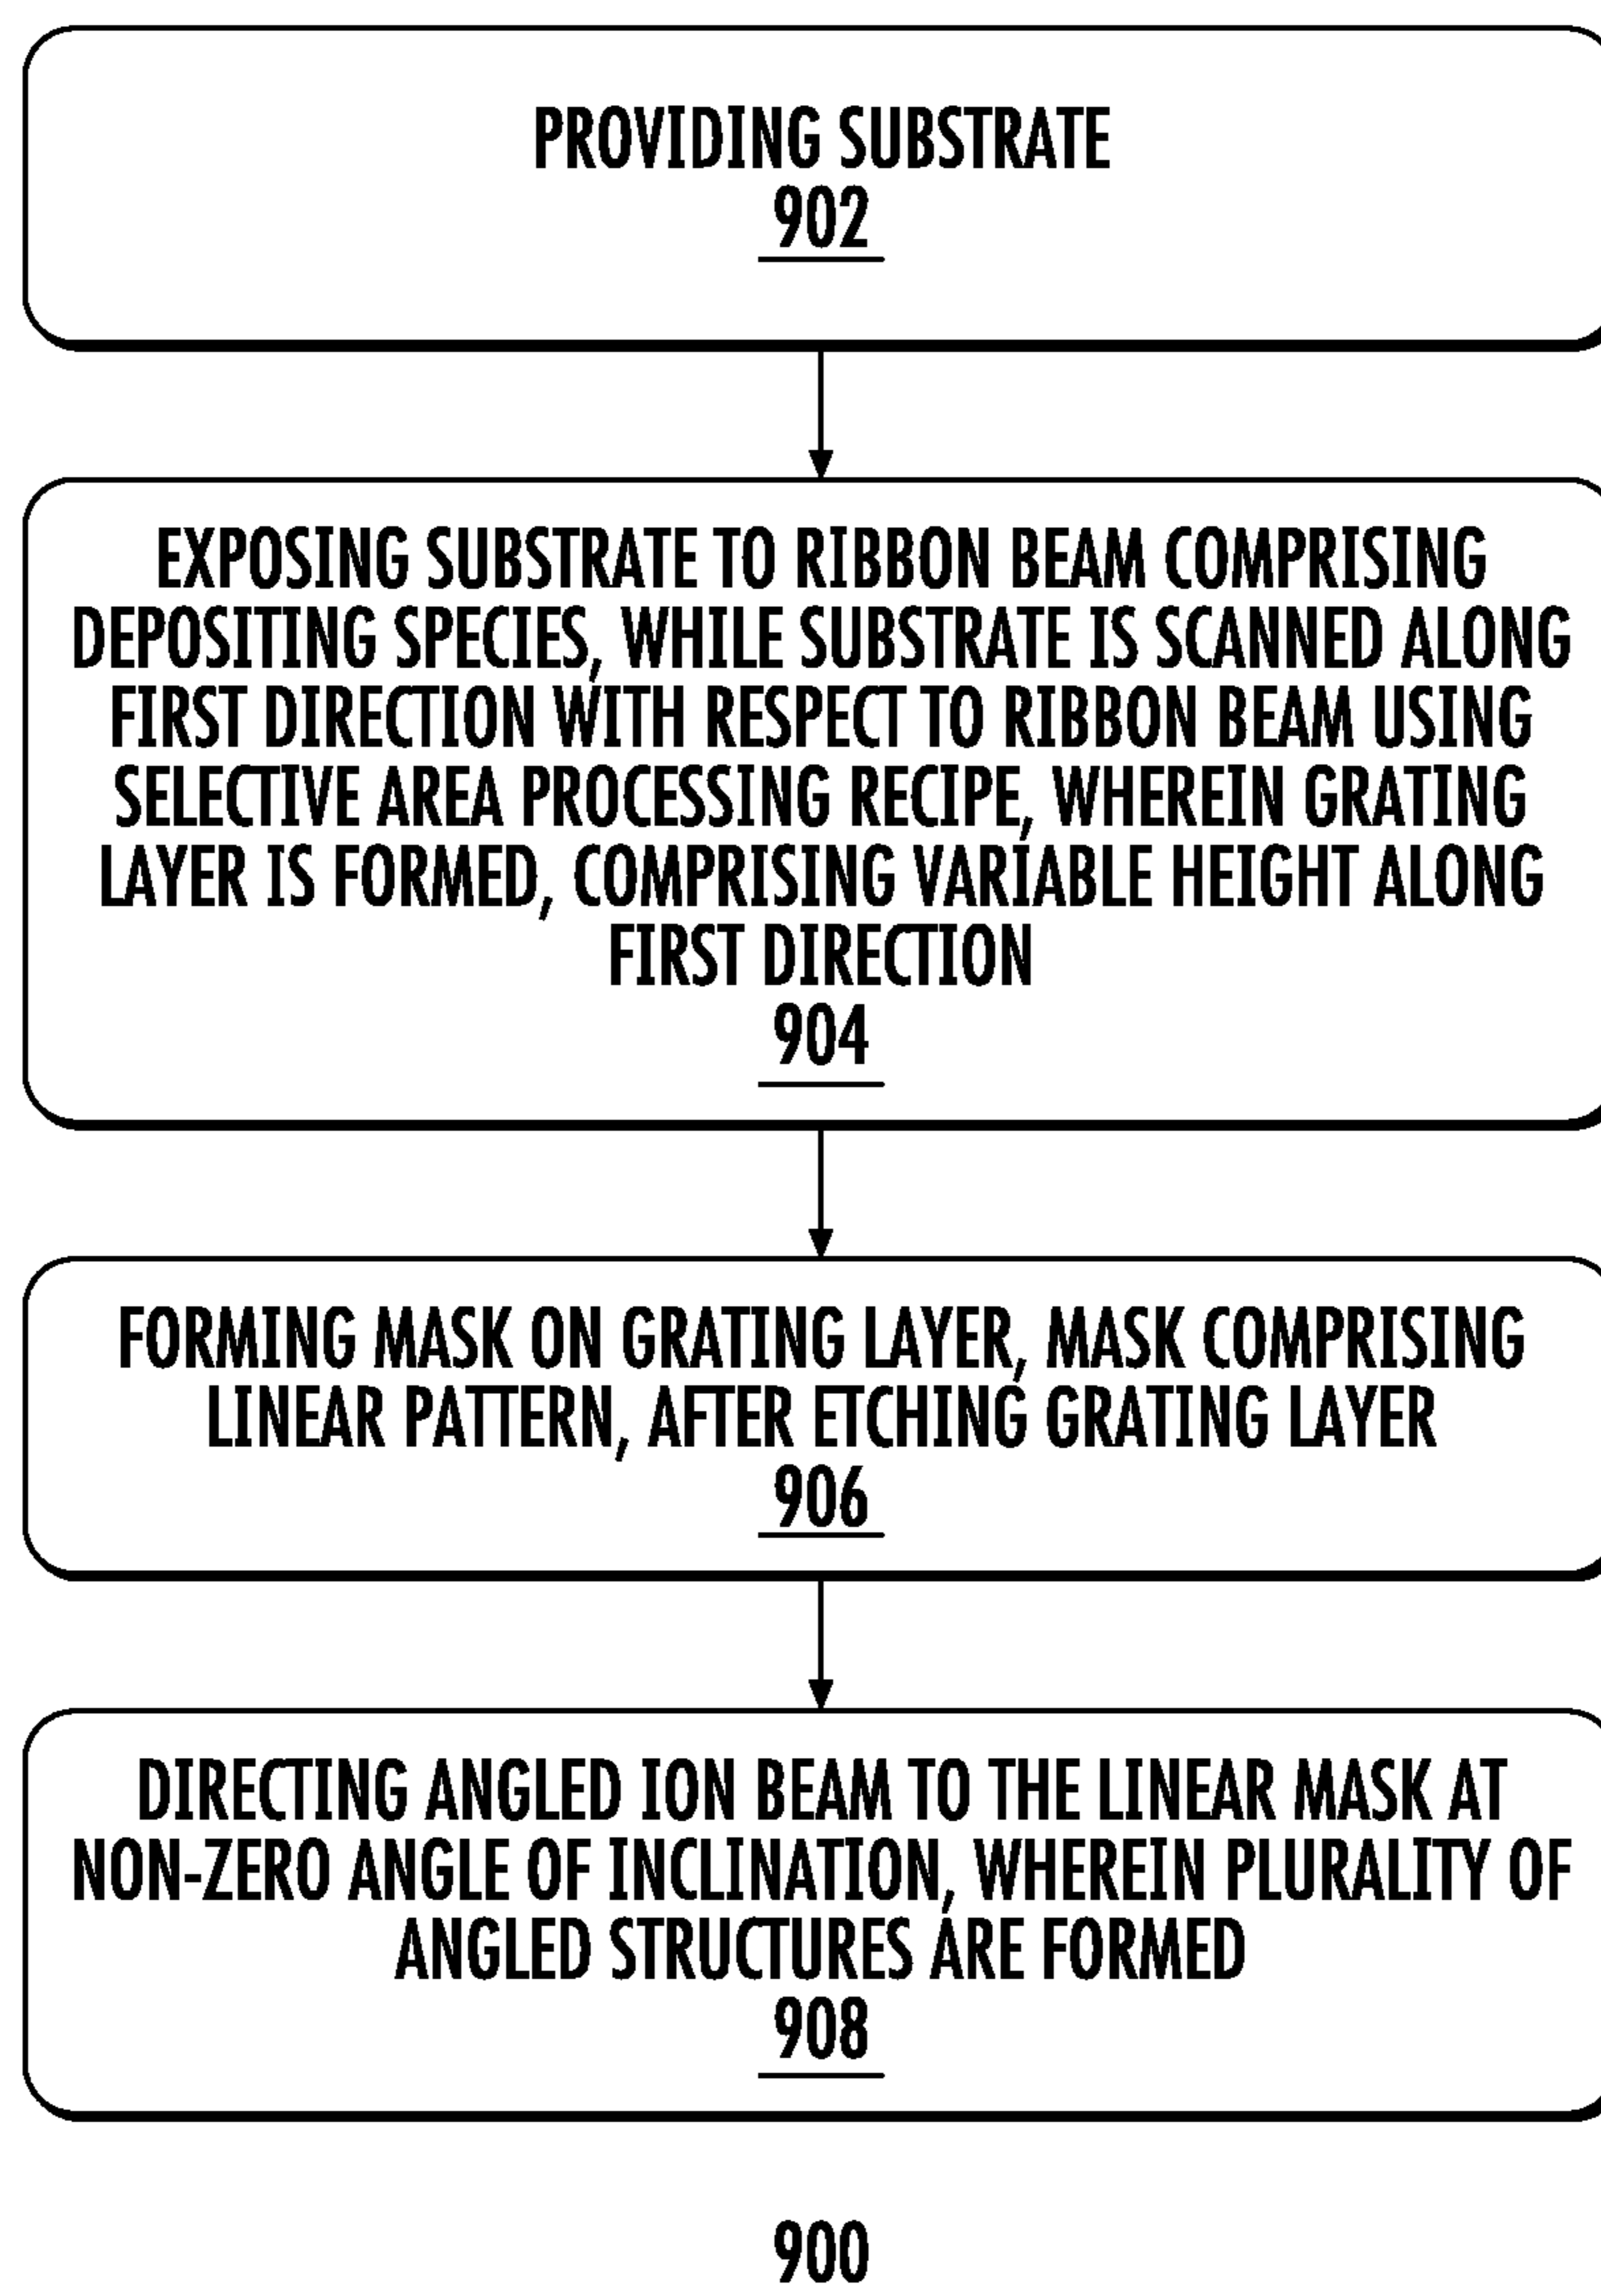 PROVIDING SUBSTRATE
902
EXPOSING SUBSTRATE TO RIBBON BEAM COMPRISING
DEPOSITING SPECIES, WHILE SUBSTRATE IS SCANNED ALONG
FIRST DIRECTION WITH RESPECT TO RIBBON BEAM USING
SELECTIVE AREA PROCESSING RECIPE, WHEREIN GRATING
LAYER IS FORMED, COMPRISING VARIABLE HEIGHT ALONG
FIRST DIRECTION
904
FORMING MASK ON GRATING LAYER, MASK COMPRISING
LINEAR PATTERN, AFTER ETCHING GRATING LAYER
906
DIRECTING ANGLED ION BEAM TO THE LINEAR MASK AT
NON-ZERO ANGLE OF INCLINATION, WHEREIN PLURALITY OF
ANGLED STRUCTURES ARE FORMED
908
900